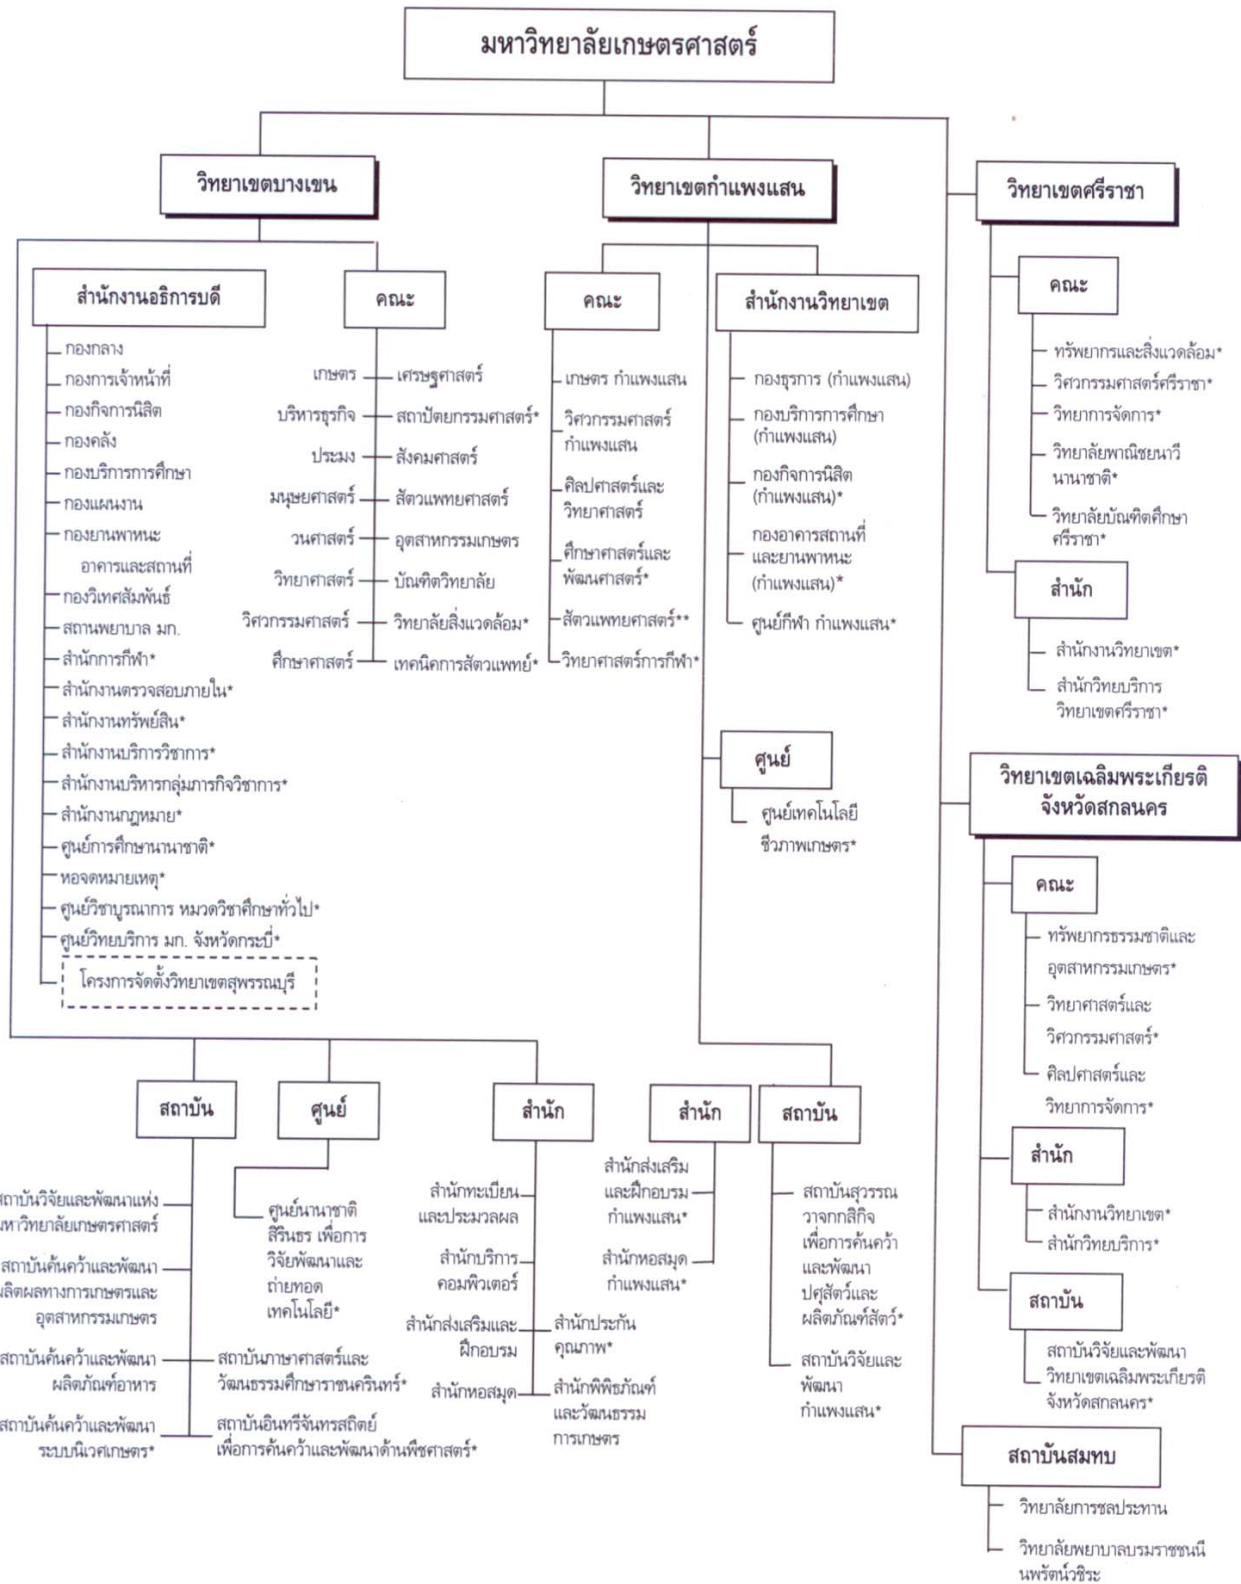 มหาวิทยาลัยเกษตรศาสตร์
วิทยาเขตบางเขน
สำนักงานอธิการบดี
กองกลาง
กองการเจ้าหน้าที่
กองกิจการนิสิต
กองคลัง
กองบริการการศึกษา
กองแผนงาน
กองยานพาหนะ
อาคารและสถานที่
กองวิเทศสัมพันธ์
สถานพยาบาล มก.
สำนักการกีฬา*
สำนักงานตรวจสอบภายใน*
สำนักงานทรัพย์สิน*
สำนักงานบริการวิชาการ*
สำนักงานบริหารกลุ่มภารกิจวิชาการ*
สำนักงานกฎหมาย*
ศูนย์การศึกษานานาชาติ*
หอจดหมายเหตุ*
ศูนย์วิชาบูรณาการ หมวดวิชาศึกษาทั่วไป*
ศูนย์วิทยบริการ มก. จังหวัดกระบี่*
โครงการจัดตั้งวิทยาเขตสุพรรณบุรี
คณะ
เกษตร
บริหารธุรกิจ
ประมง
มนุษยศาสตร์
วนศาสตร์
วิทยาศาสตร์
วิศวกรรมศาสตร์
ศึกษาศาสตร์
เศรษฐศาสตร์
สถาปัตยกรรมศาสตร์*
สังคมศาสตร์
สัตวแพทยศาสตร์
อุตสาหกรรมเกษตร
บัณฑิตวิทยาลัย
วิทยาลัยสิ่งแวดล้อม*
เทคนิคการสัตวแพทย์*
สถาบัน
สถาบันวิจัยและพัฒนาแห่ง
มหาวิทยาลัยเกษตรศาสตร์
สถาบันค้นคว้าและพัฒนา
ผลิตผลทางการเกษตรและ
อุตสาหกรรมเกษตร
สถาบันค้นคว้าและพัฒนา
ผลิตภัณฑ์อาหาร
สถาบันค้นคว้าและพัฒนา
ระบบนิเวศเกษตร*
สถาบันภาษาศาสตร์และ
วัฒนธรรมศึกษาราชนครินทร์*
สถาบันอินทรีจันทรสถิตย์
เพื่อการค้นคว้าและพัฒนาด้านพืชศาสตร์*
ศูนย์
ศูนย์นานาชาติ
สิรินธร เพื่อการ
วิจัยพัฒนาและ
ถ่ายทอด
เทคโนโลยี*
สำนัก
สำนักทะเบียน
และประมวลผล
สำนักบริการ
คอมพิวเตอร์
สำนักส่งเสริมและ
ฝึกอบรม
สำนักหอสมุด
สำนักประกัน
คุณภาพ*
สำนักพิพิธภัณฑ์
และวัฒนธรรม
การเกษตร
วิทยาเขตกำแพงแสน
คณะ
เกษตร กำแพงแสน
วิศวกรรมศาสตร์
กำแพงแสน
ศิลปศาสตร์และ
วิทยาศาสตร์
ศึกษาศาสตร์และ
พัฒนศาสตร์*
สัตวแพทยศาสตร์**
วิทยาศาสตร์การกีฬา*
สำนักงานวิทยาเขต
กองธุรการ (กำแพงแสน)
กองบริการการศึกษา
(กำแพงแสน)
กองกิจการนิสิต
(กำแพงแสน)*
กองอาคารสถานที่
และยานพาหนะ
(กำแพงแสน)*
ศูนย์กีฬา กำแพงแสน*
ศูนย์
ศูนย์เทคโนโลยี
ชีวภาพเกษตร*
สำนัก
สำนักส่งเสริม
และฝึกอบรม
กำแพงแสน*
สำนักหอสมุด
กำแพงแสน*
สถาบัน
สถาบันสุวรรณ
วาจกกสิกิจ
เพื่อการค้นคว้า
และพัฒนา
ปศุสัตว์และ
ผลิตภัณฑ์สัตว์*
สถาบันวิจัยและ
พัฒนา
กำแพงแสน*
วิทยาเขตศรีราชา
คณะ
ทรัพยากรและสิ่งแวดล้อม*
วิศวกรรมศาสตร์ศรีราชา*
วิทยาการจัดการ*
วิทยาลัยพาณิชยนาวี
นานาชาติ*
วิทยาลัยบัณฑิตศึกษา
ศรีราชา*
สำนัก
สำนักงานวิทยาเขต*
สำนักวิทยบริการ
วิทยาเขตศรีราชา*
วิทยาเขตเฉลิมพระเกียรติ
จังหวัดสกลนคร
คณะ
ทรัพยากรธรรมชาติและ
อุตสาหกรรมเกษตร*
วิทยาศาสตร์และ
วิศวกรรมศาสตร์*
ศิลปศาสตร์และ
วิทยาการจัดการ*
สำนัก
สำนักงานวิทยาเขต*
สำนักวิทยบริการ*
สถาบัน
สถาบันวิจัยและพัฒนา
วิทยาเขตเฉลิมพระเกียรติ
จังหวัดสกลนคร*
สถาบันสมทบ
วิทยาลัยการชลประทาน
วิทยาลัยพยาบาลบรมราชชนนี
นพรัตน์วชิระ